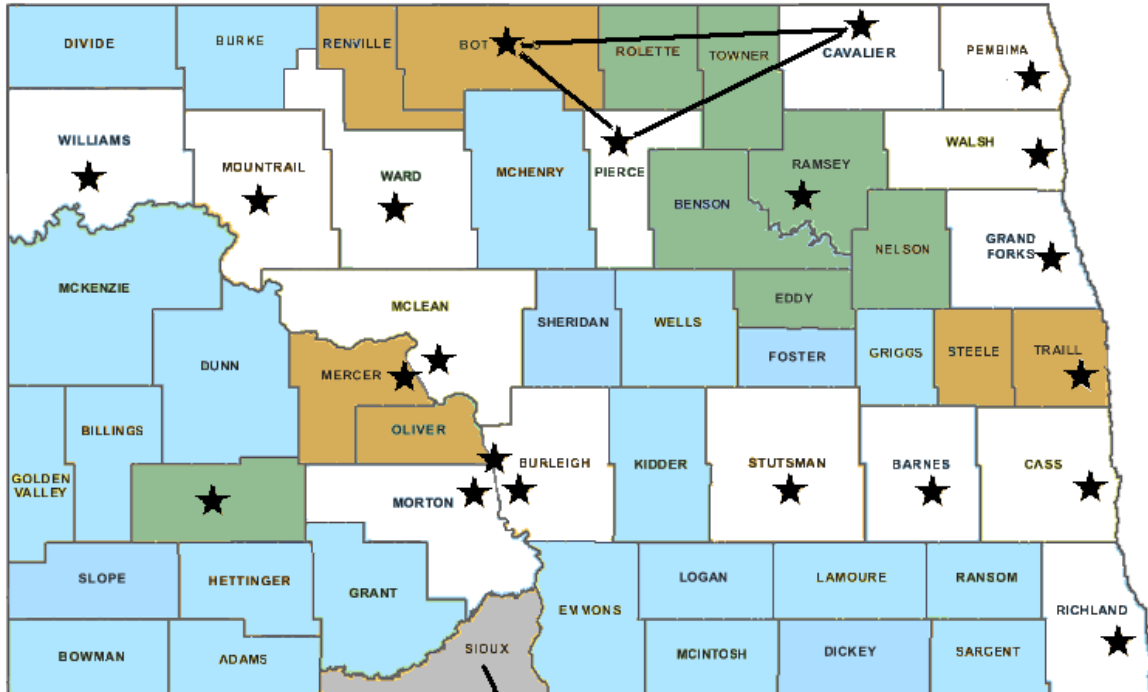 DIVIDE
BURKE
RENVILLE
ROLETTE
TOWNER
CAVALIER
PEMBIMA
WILLIAMS
MOUNTRAIL
WARD
MCHENRY
PIERCE
BENSON
RAMSEY
WALSH
NELSON
GRAND
FORKS
MCKENZIE
MCLEAN
SHERIDAN
WELLS
EDDY
FOSTER
GRIGGS
STEELE
TRAILL
DUNN
MERCER
OLIVER
BILLINGS
GOLDEN
VALLEY
MORTON
BURLEIGH
KIDDER
STUTSMAN
BARNES
CASS
SLOPE
HETTINGER
GRANT
EMMONS
LOGAN
LAMOURE
RANSOM
RICHLAND
BOWMAN
ADAMS
SIOUX
MCINTOSH
DICKEY
SARGENT